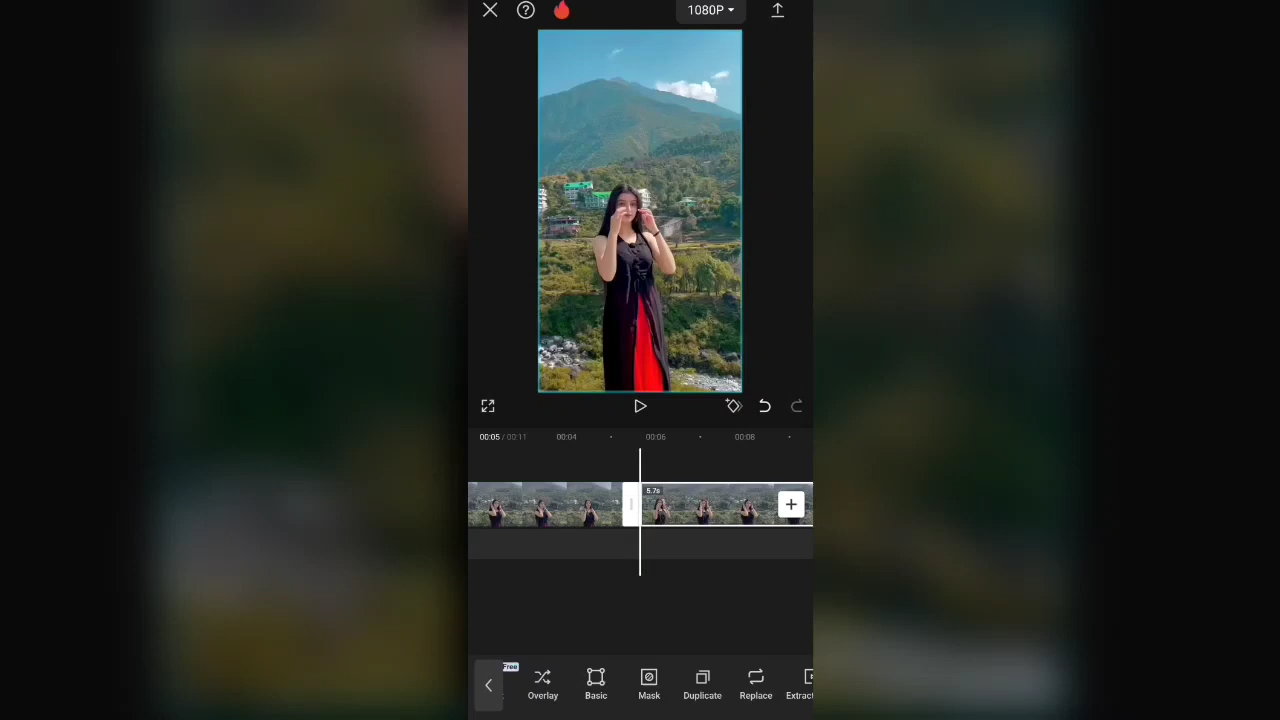 1080P
00:05 / 00:11 00:04 00:06 00:08
5.7s
Free
Overlay Basic Mask Duplicate Replace Extract